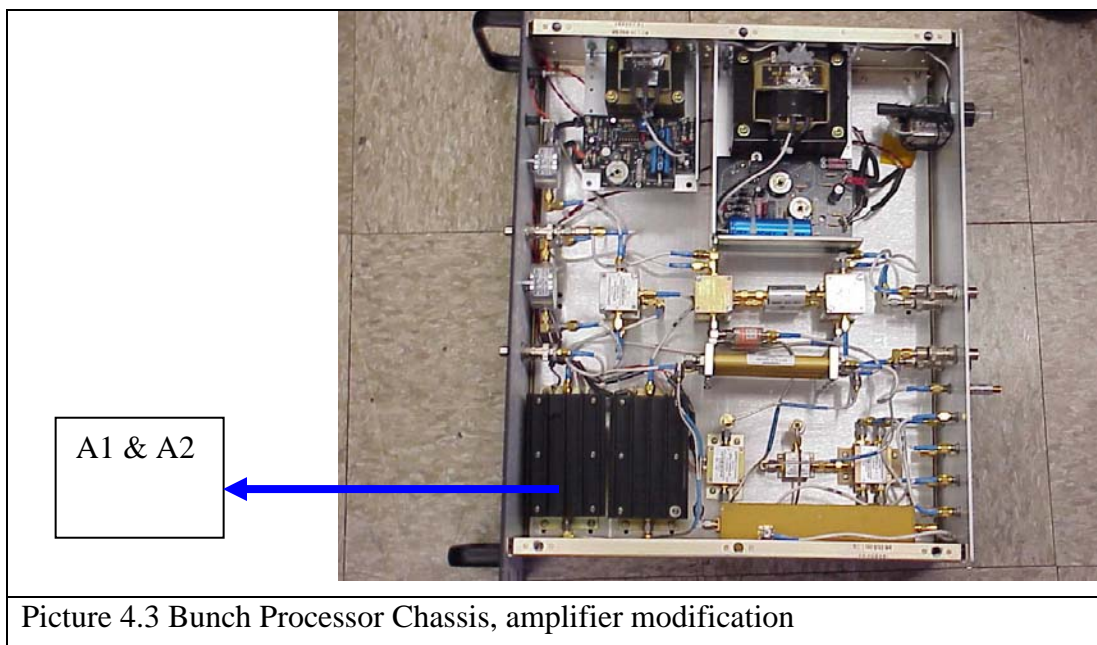 A1 & A2
Picture 4.3 Bunch Processor Chassis, amplifier modification